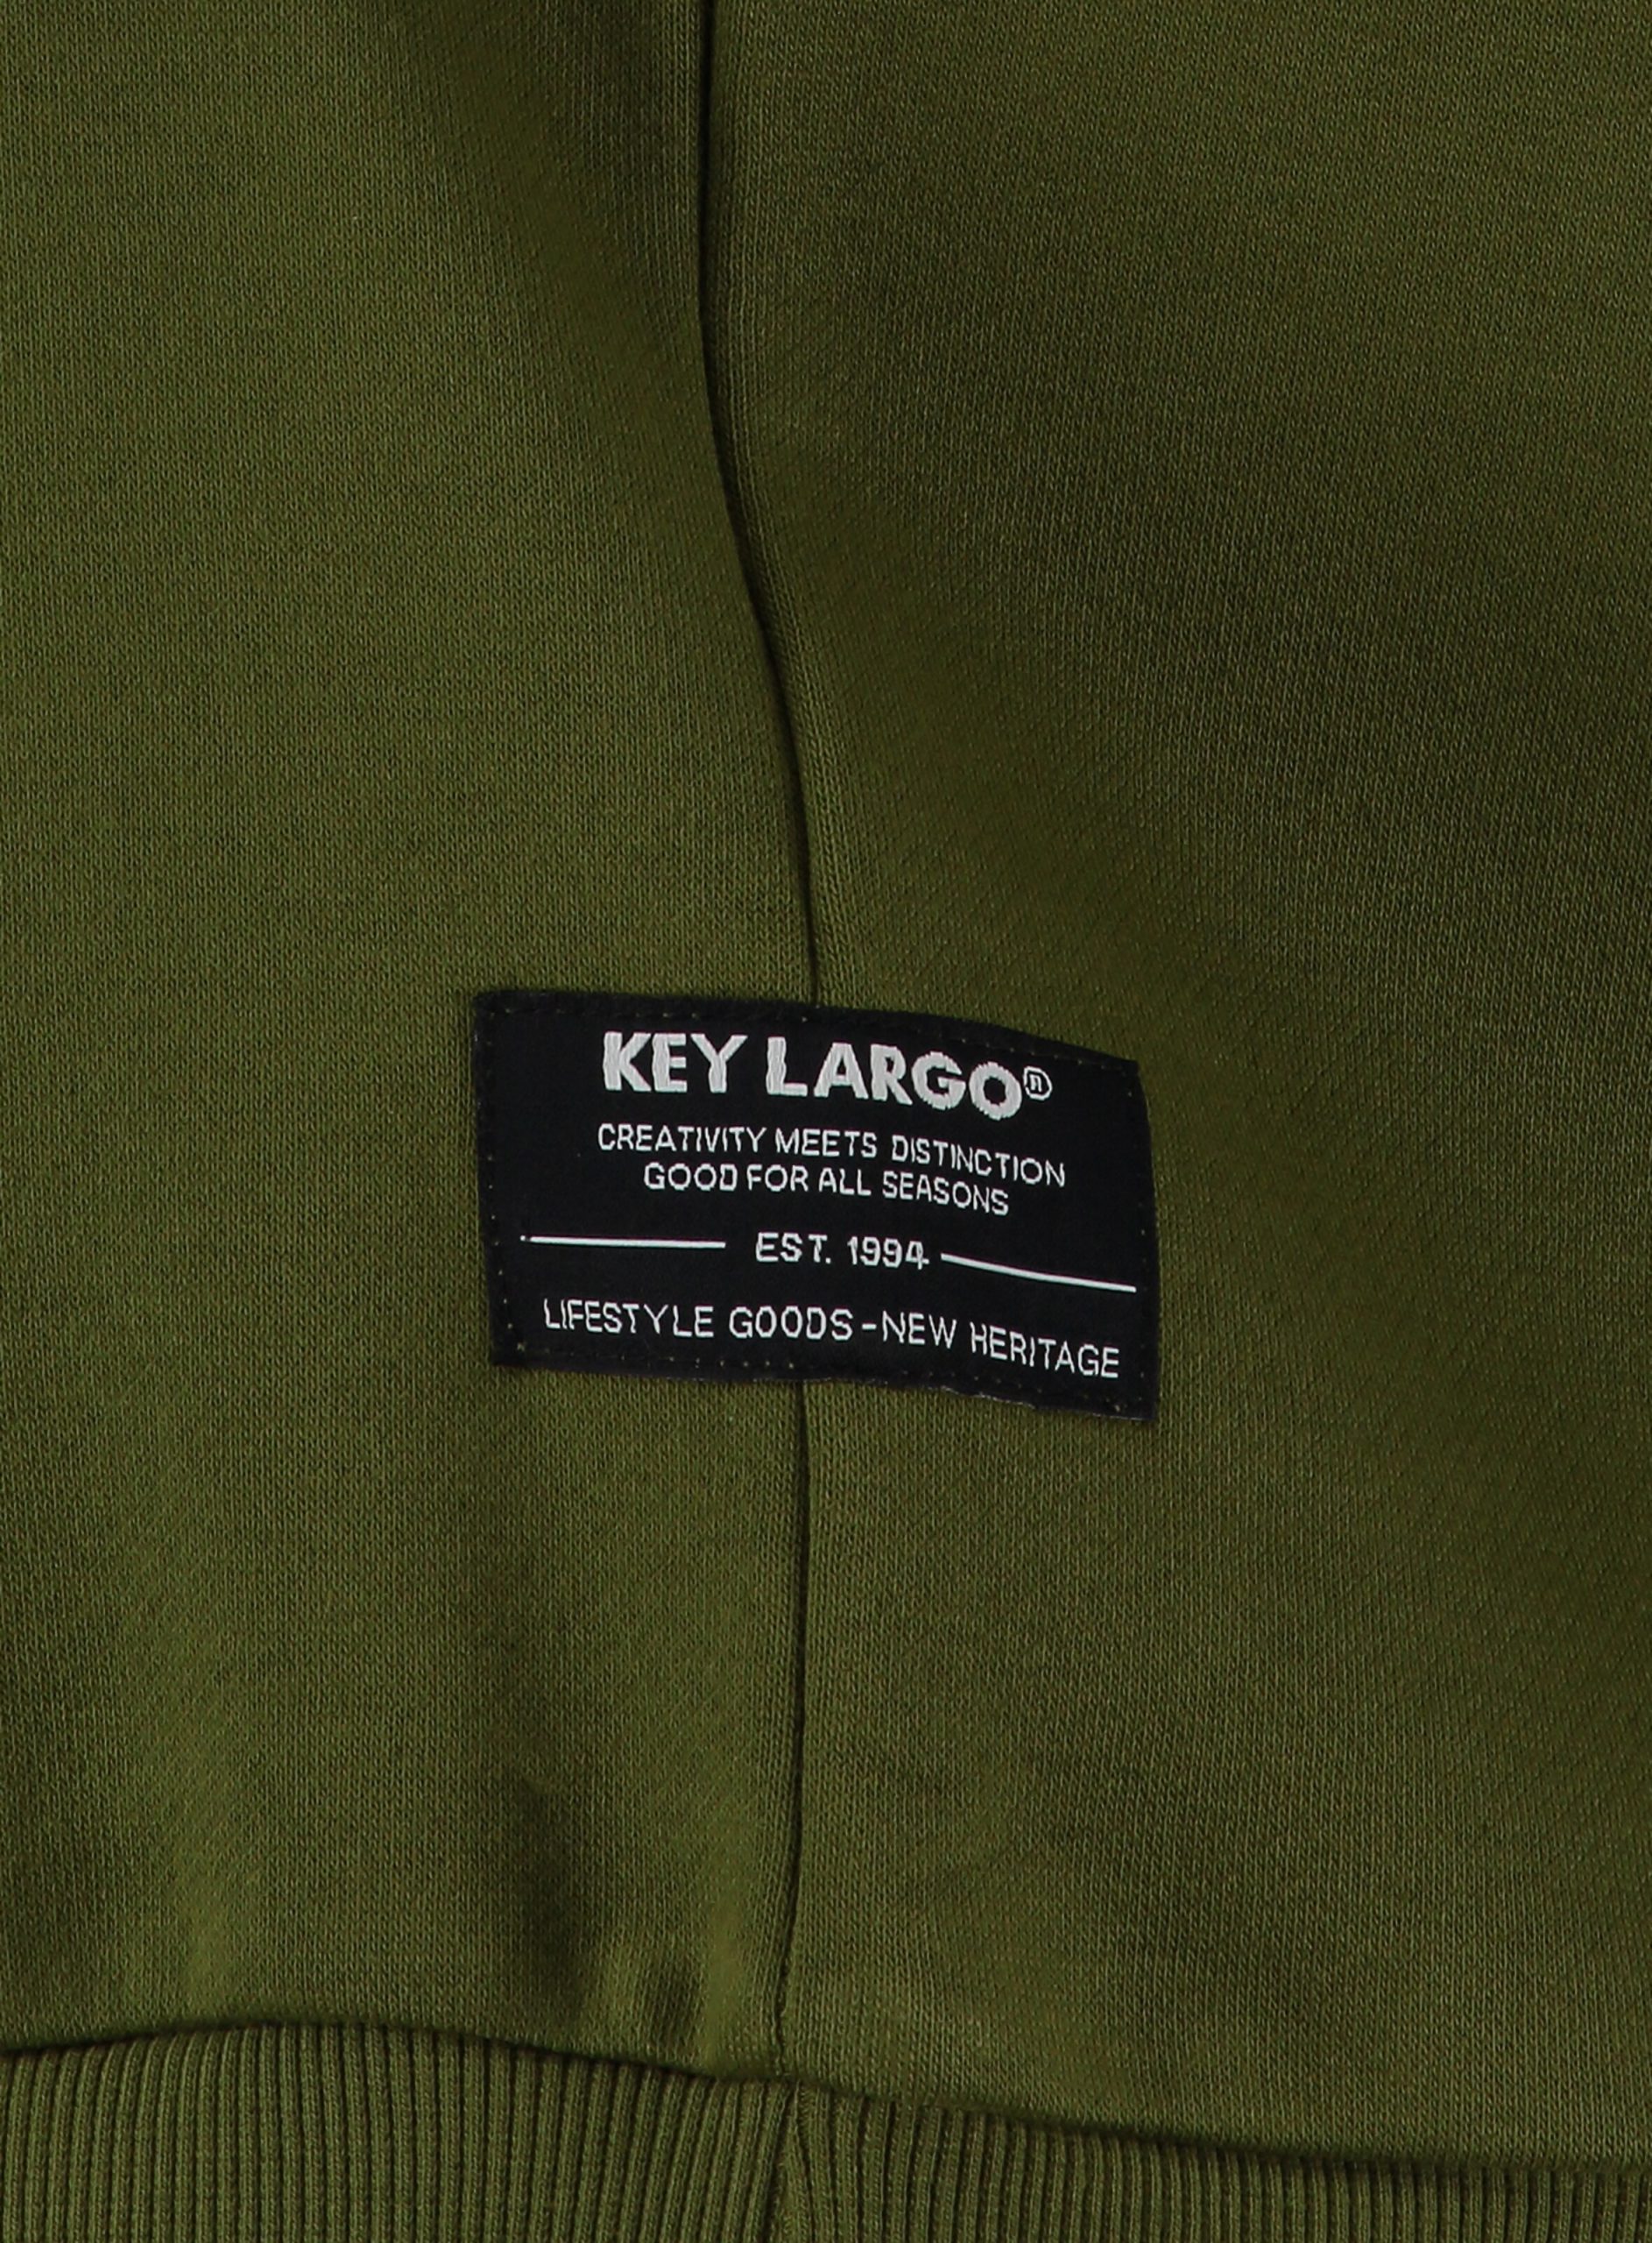 KEY LARGO®
CREATIVITY MEETS DISTINCTION
GOOD FOR ALL SEASONS
EST. 1994
LIFESTYLE GOODS - NEW HERITAGE